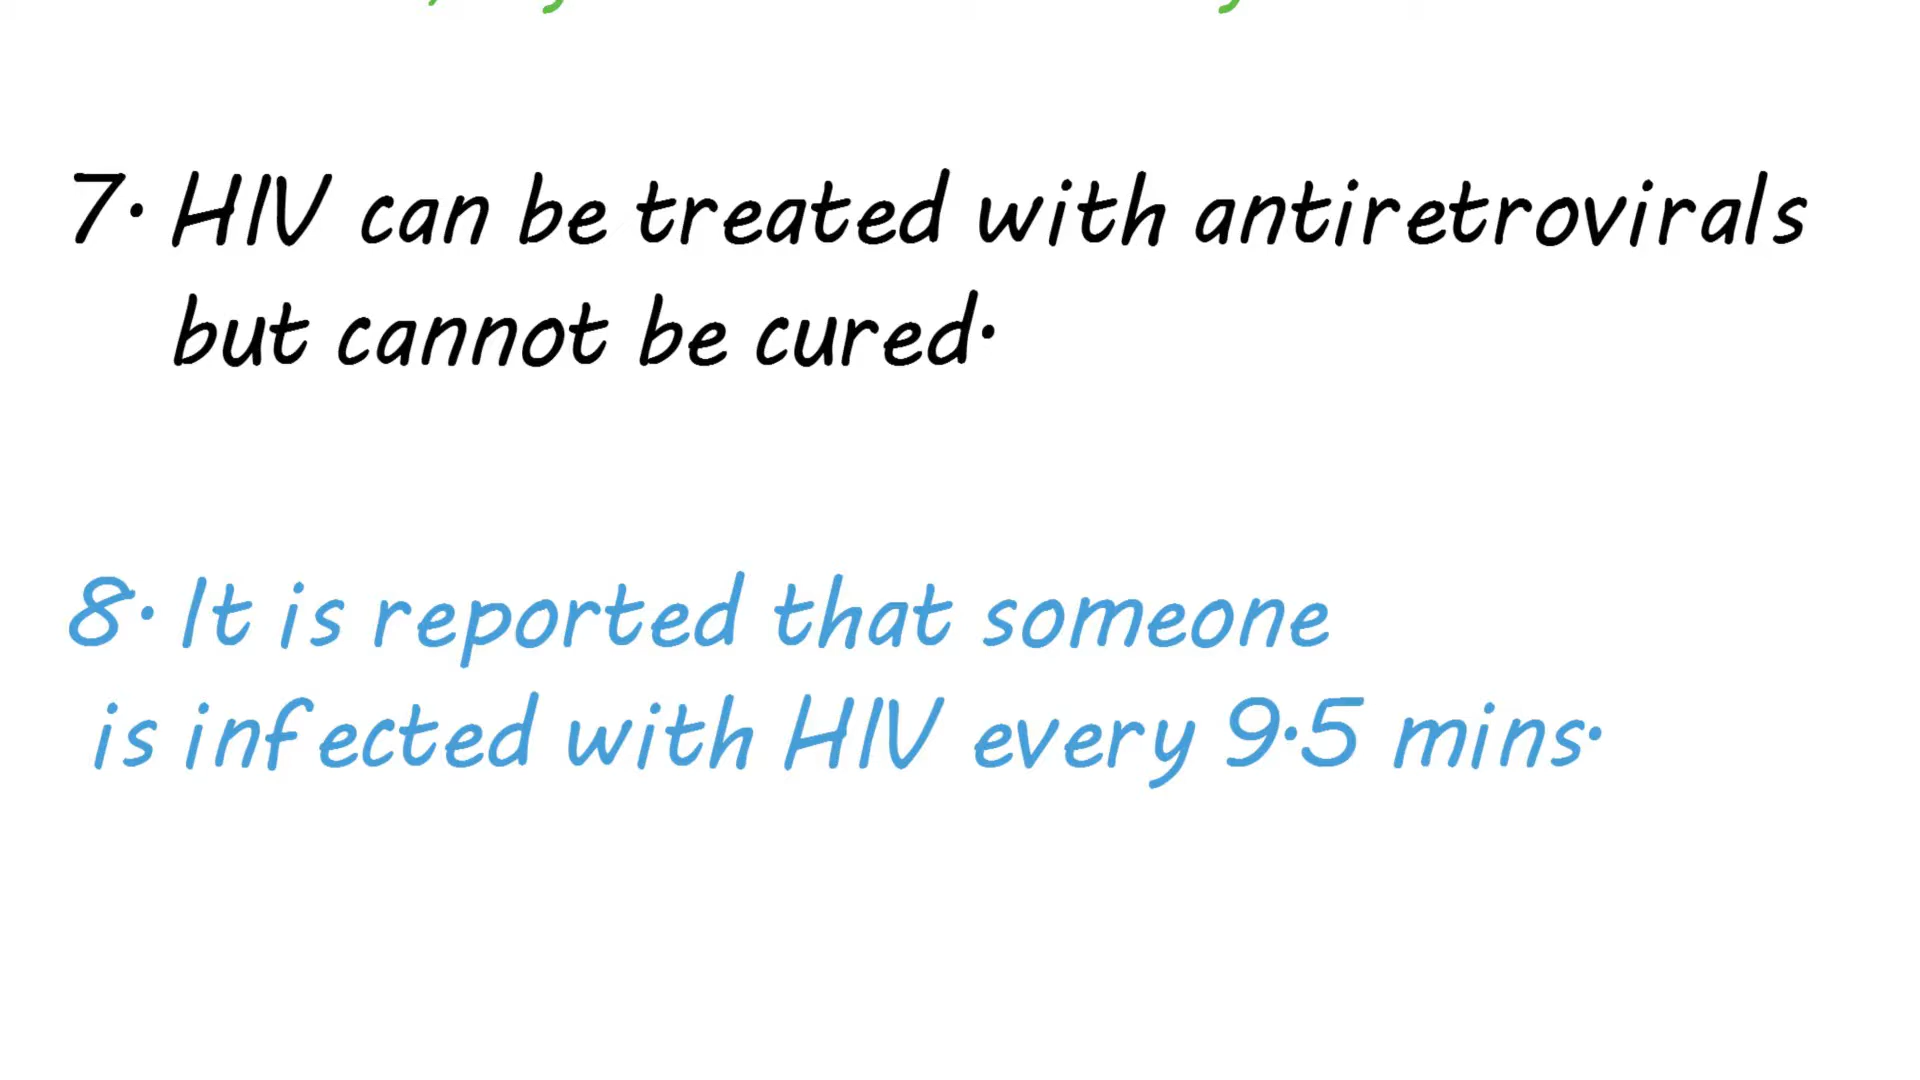 7. HIV can be treated with antiretrovirals
but cannot be cured.
8. It is reported that someone
is infected with HIV every 9.5 mins.